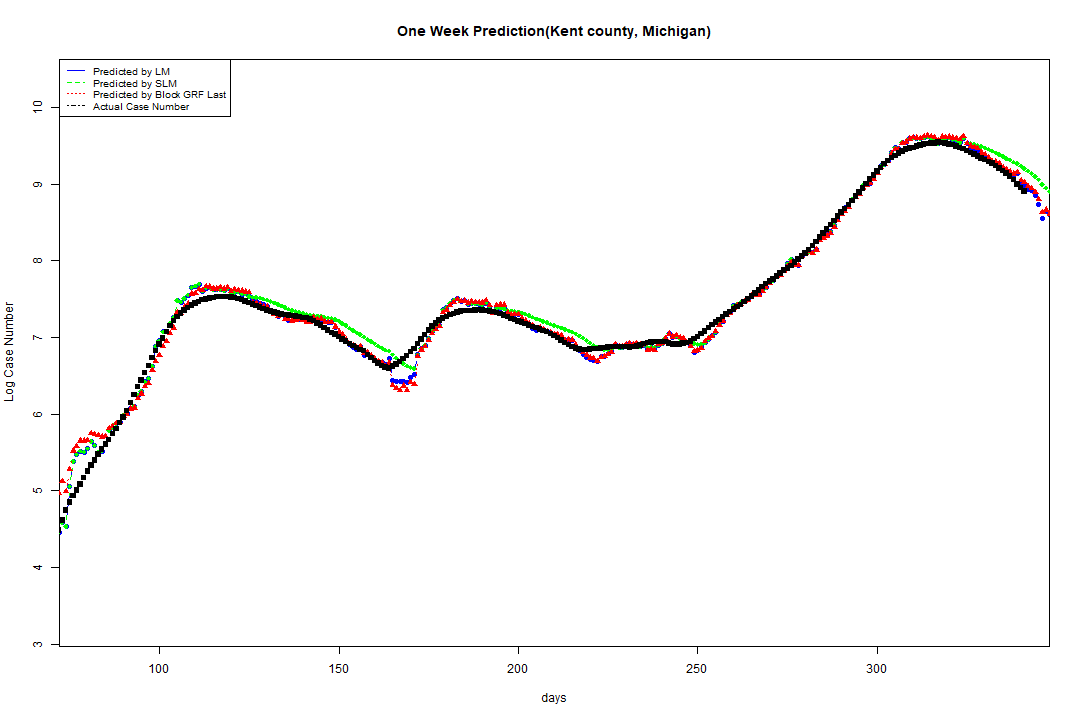 One Week Prediction(Kent county, Michigan)
Predicted by LM
Predicted by SLM
Predicted by Block GRF Last
Actual Case Number
Log Case Number
10
9
8
7
6
5
4
3
100 150 200 250 300
days